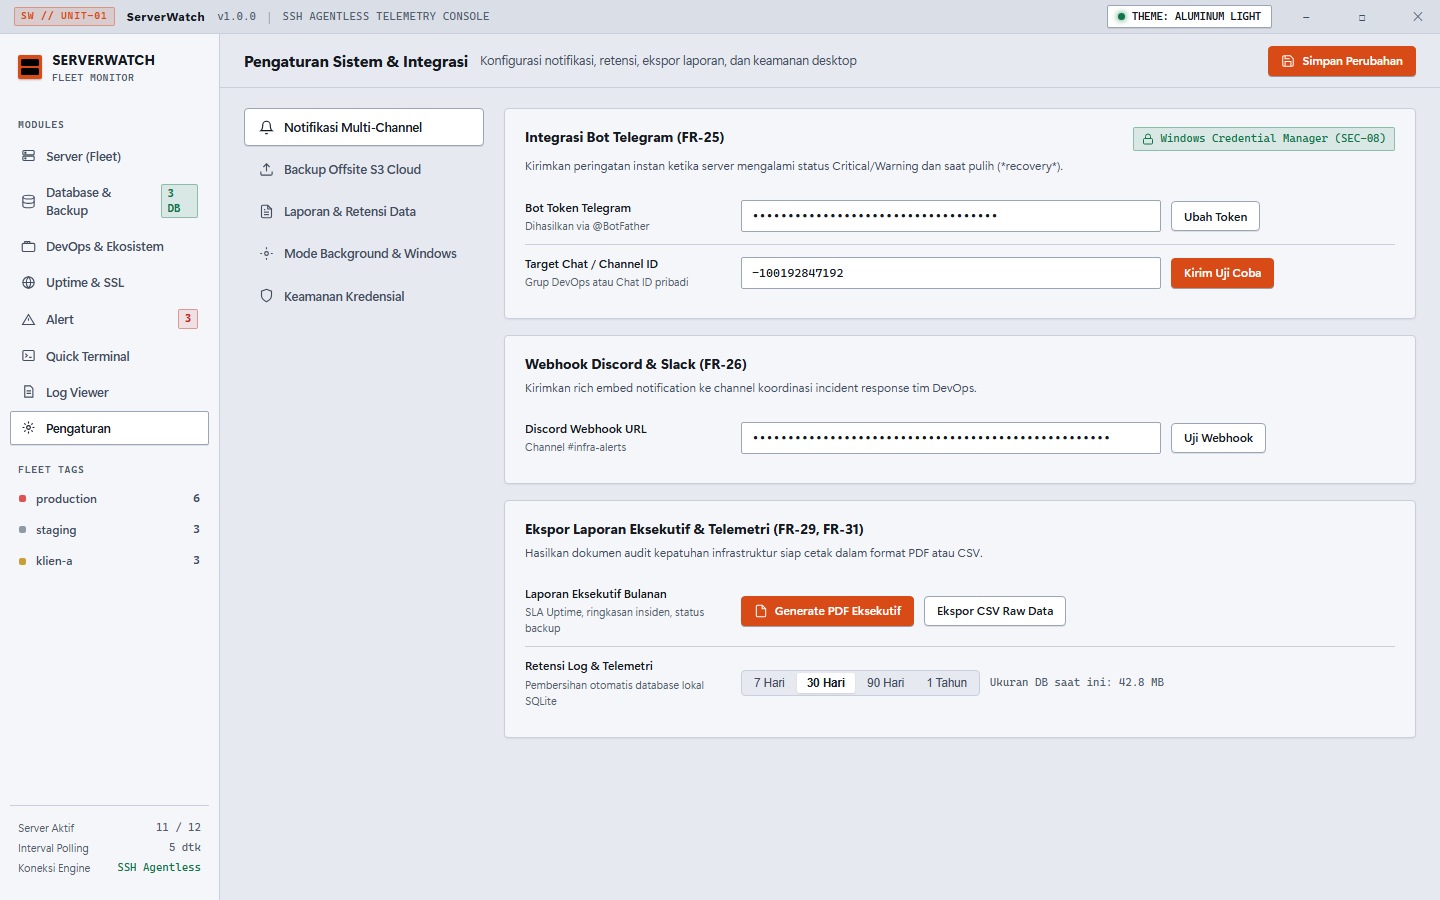 SW // UNIT-01 ServerWatch v1.0.0 | SSH AGENTLESS TELEMETRY CONSOLE
THEME: ALUMINUM LIGHT
SERVERWATCH
FLEET MONITOR
MODULES
Server (Fleet)
Database &
Backup
3
DB
DevOps & Ekosistem
Uptime & SSL
Alert 3
Quick Terminal
Log Viewer
Pengaturan
FLEET TAGS
production 6
staging 3
klien-a 3
Server Aktif 11 / 12
Interval Polling 5 dtk
Koneksi Engine SSH Agentless
Pengaturan Sistem & Integrasi Konfigurasi notifikasi, retensi, ekspor laporan, dan keamanan desktop
Simpan Perubahan
Notifikasi Multi-Channel
Backup Offsite S3 Cloud
Laporan & Retensi Data
Mode Background & Windows
Keamanan Kredensial
Integrasi Bot Telegram (FR-25)
Windows Credential Manager (SEC-08)
Kirimkan peringatan instan ketika server mengalami status Critical/Warning dan saat pulih (*recovery*).
Bot Token Telegram
Dihasilkan via @BotFather
••••••••••••••••••••••••••••••••••
Ubah Token
Target Chat / Channel ID
Grup DevOps atau Chat ID pribadi
-100192847192
Kirim Uji Coba
Webhook Discord & Slack (FR-26)
Kirimkan rich embed notification ke channel koordinasi incident response tim DevOps.
Discord Webhook URL
Channel #infra-alerts
••••••••••••••••••••••••••••••••••••••••••••••••••
Uji Webhook
Ekspor Laporan Eksekutif & Telemetri (FR-29, FR-31)
Hasilkan dokumen audit kepatuhan infrastruktur siap cetak dalam format PDF atau CSV.
Laporan Eksekutif Bulanan
SLA Uptime, ringkasan insiden, status
backup
Generate PDF Eksekutif
Ekspor CSV Raw Data
Retensi Log & Telemetri
Pembersihan otomatis database lokal
SQLite
7 Hari 30 Hari 90 Hari 1 Tahun
Ukuran DB saat ini: 42.8 MB